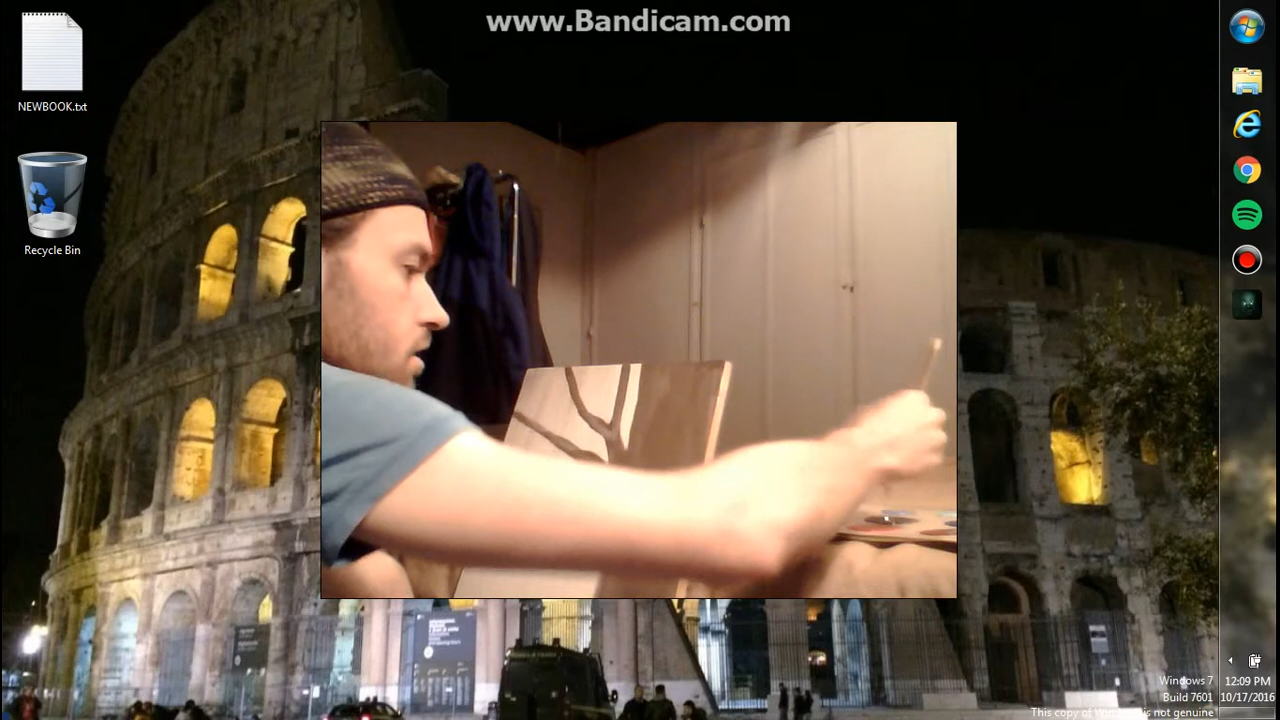 www.Bandicam.com
NEWBOOK.txt
Recycle Bin
Windows 7
12:09 PM
Build 7601
10/17/2016
This copy of Windows is not genuine